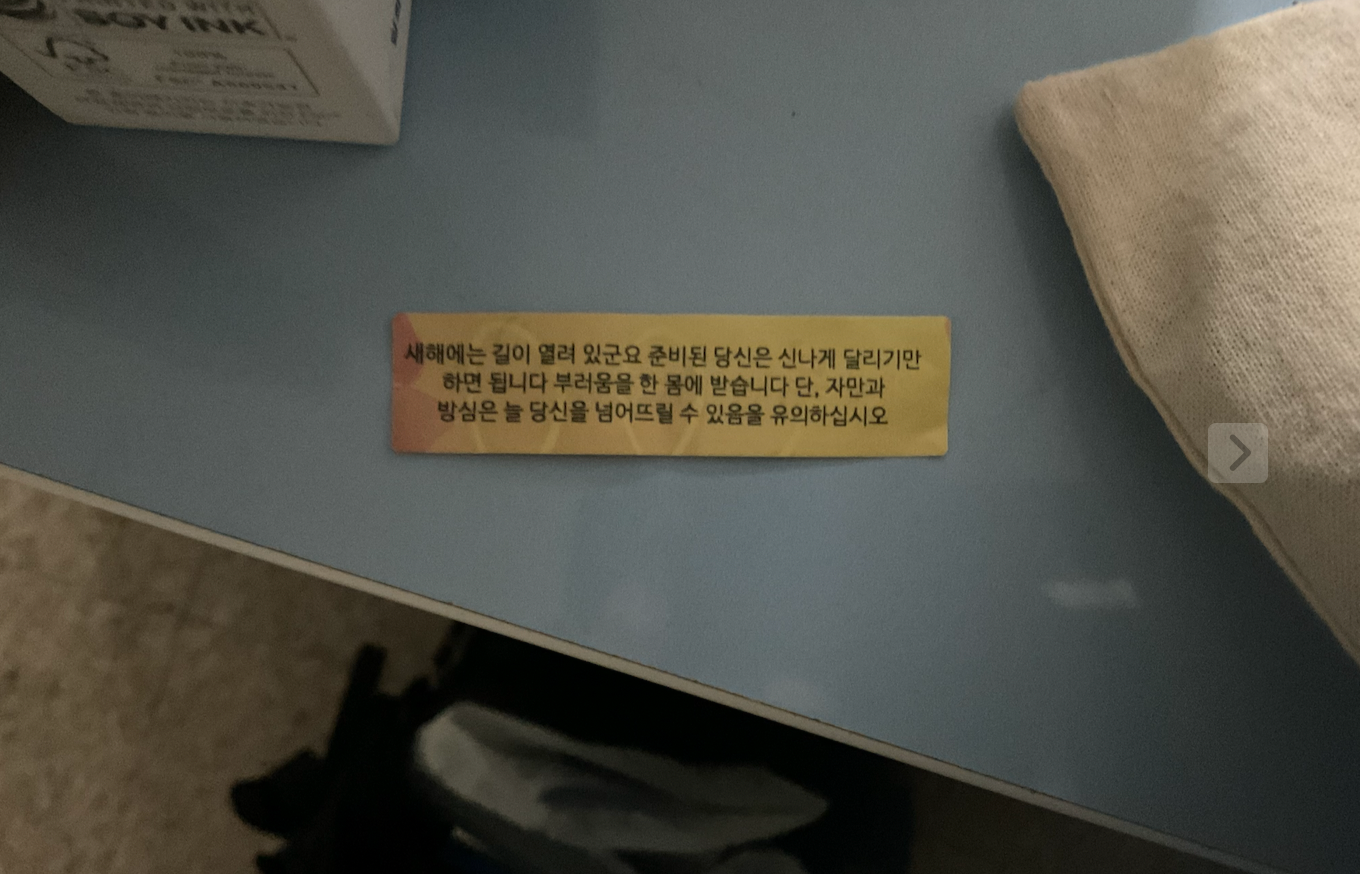 SOY INK
새해에는 길이 열려 있군요 준비된 당신은 신나게 달리기만
하면 됩니다 부러움을 한 몸에 받습니다 단, 자만과
방심은 늘 당신을 넘어뜨릴 수 있음을 유의하십시오